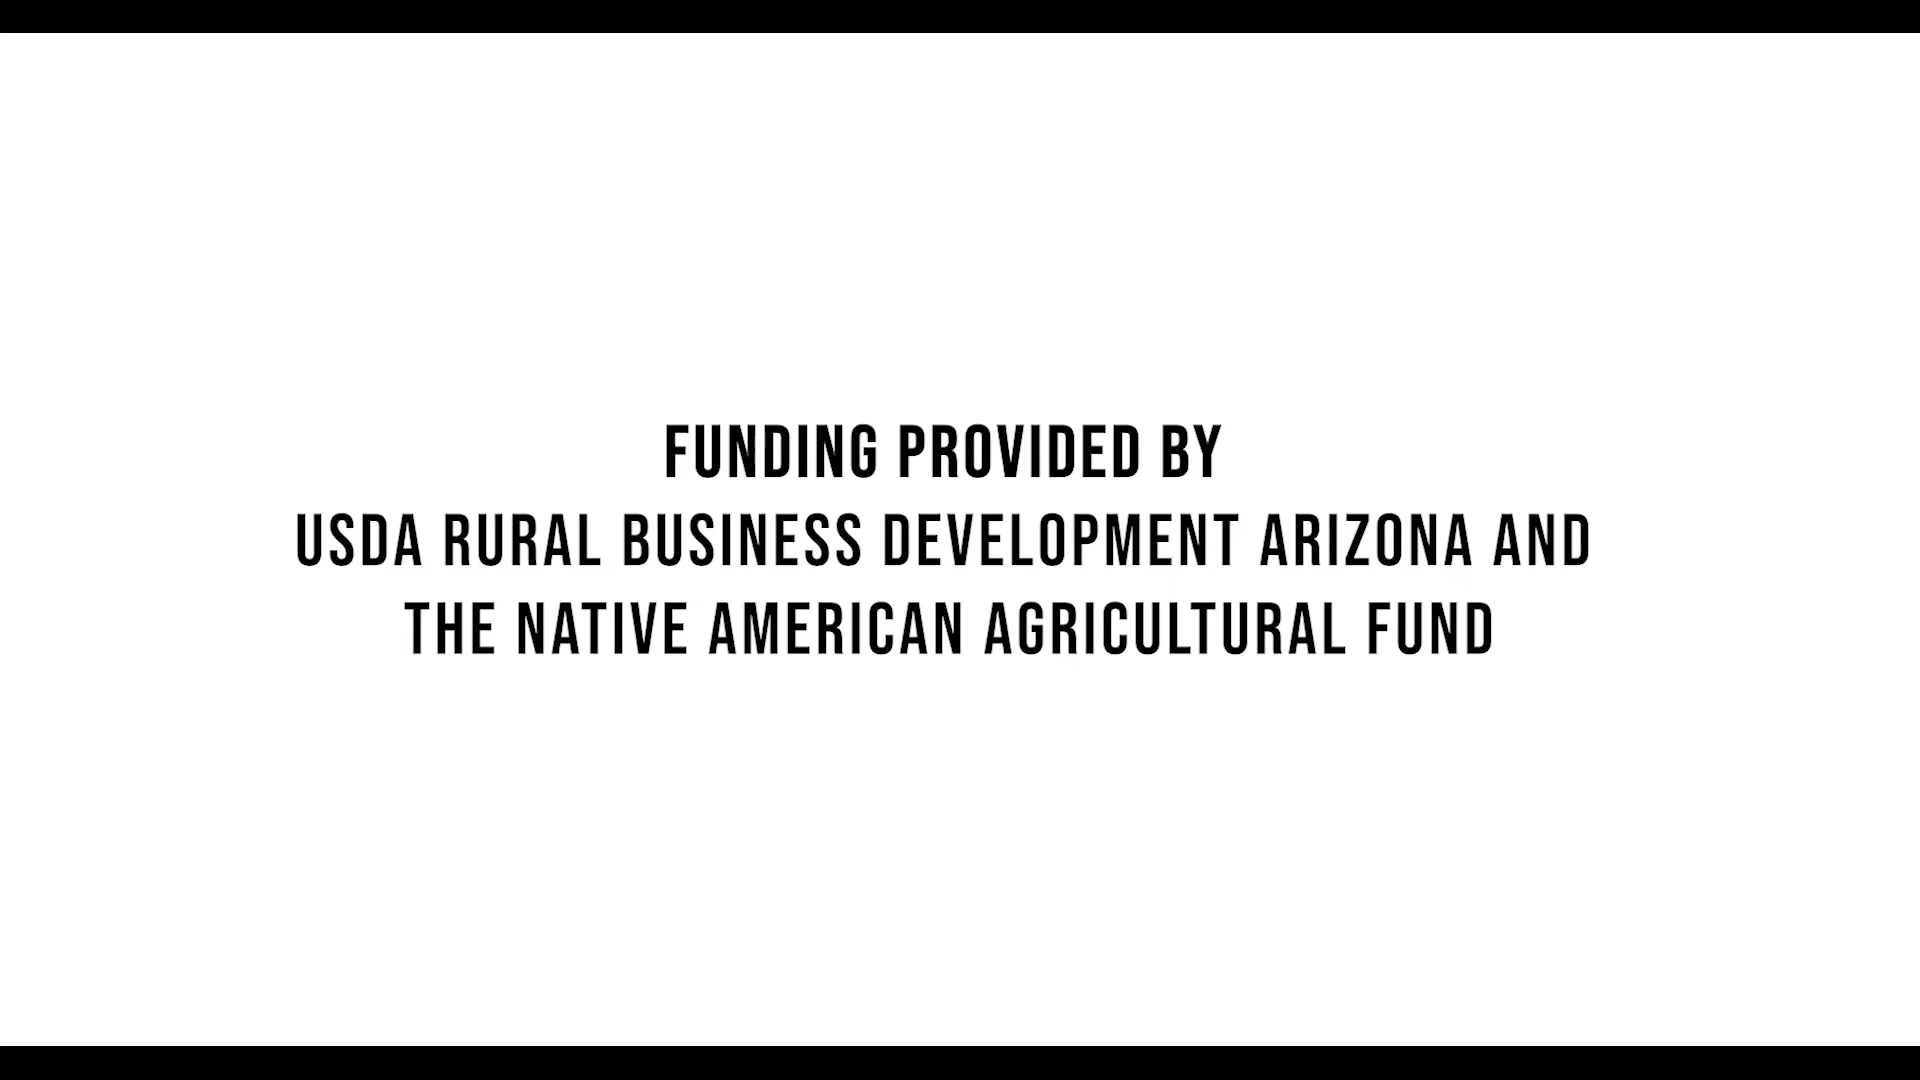 FUNDING PROVIDED BY
USDA RURAL BUSINESS DEVELOPMENT ARIZONA AND
THE NATIVE AMERICAN AGRICULTURAL FUND